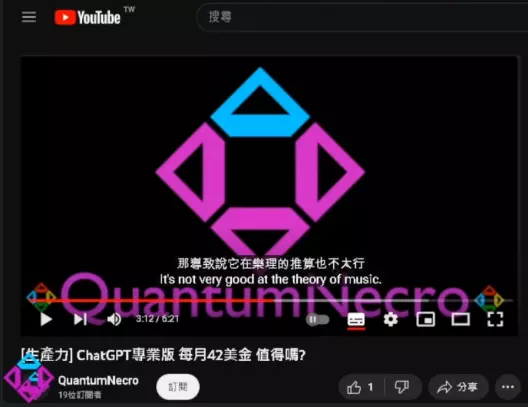 YouTube TW
搜尋
那導致說它在樂理的推算也不太行
It's not very good at the theory of music.
QuantumNecro
3:12 / 6:21
[生產力] ChatGPT專業版 每月42美金 值得嗎?
QuantumNecro
19位訂閱者
訂閱
1
分享